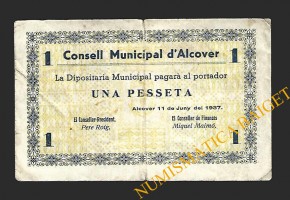 Consell Municipal d'Alcover
1 1
La Dipositaria Municipal pagarà al portador
UNA PESSETA
Alcover 11 de Juny del 1937.
El Conseller-President, El Conseller de Finances
Pere Roig, Miquel Maimó,
1 1
NUMISMATICA PAIGET